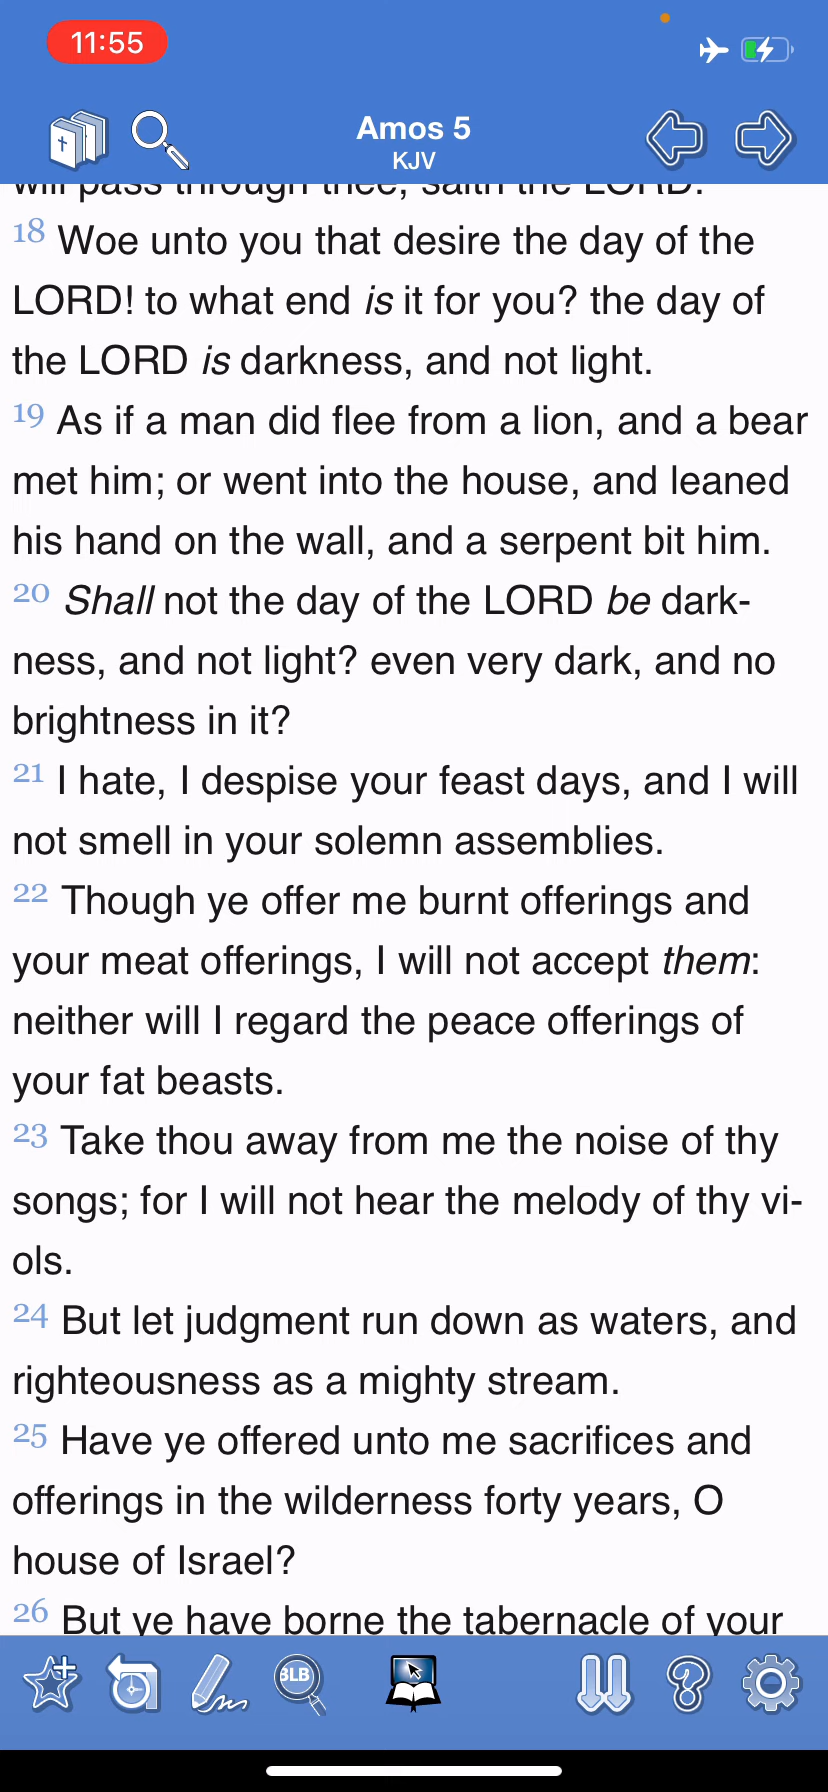 11:55
Amos 5
KJV
will pass through thee, saith the LORD.
18 Woe unto you that desire the day of the
LORD! to what end is it for you? the day of
the LORD is darkness, and not light.
19 As if a man did flee from a lion, and a bear
met him; or went into the house, and leaned
his hand on the wall, and a serpent bit him.
20 Shall not the day of the LORD be dark-
ness, and not light? even very dark, and no
brightness in it?
21 I hate, I despise your feast days, and I will
not smell in your solemn assemblies.
22 Though ye offer me burnt offerings and
your meat offerings, I will not accept them:
neither will I regard the peace offerings of
your fat beasts.
23 Take thou away from me the noise of thy
songs; for I will not hear the melody of thy vi-
ols.
24 But let judgment run down as waters, and
righteousness as a mighty stream.
25 Have ye offered unto me sacrifices and
offerings in the wilderness forty years, O
house of Israel?
26 But ye have borne the tabernacle of your
BLB